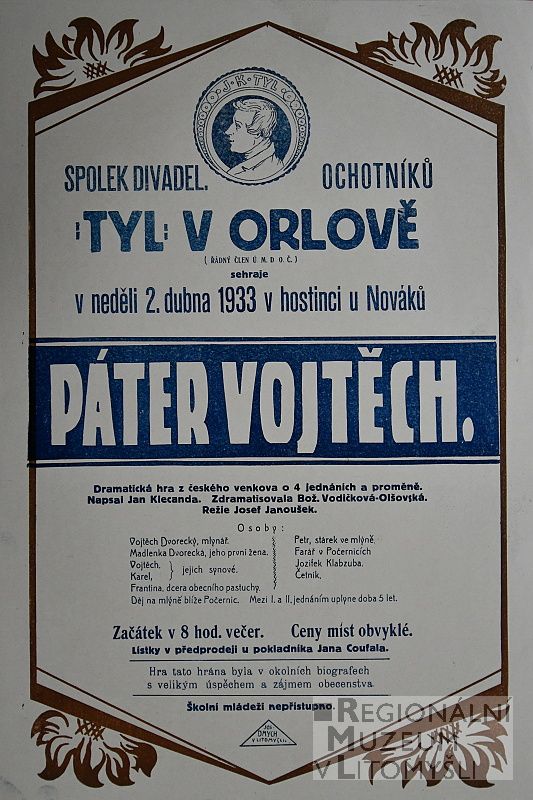 J·K·TYL·
SPOLEK DIVADEL. OCHOTNÍKŮ
„TYL“ V ORLOVĚ
( ŘÁDNÝ ČLEN Ú. M. D. O. Č. )
sehraje
v neděli 2. dubna 1933 v hostinci u Nováků
PÁTER VOJTĚCH.
Dramatická hra z českého venkova o 4 jednáních a proměně.
Napsal Jan Klecanda. Zdramatisovala Bož. Vodičková-Olšovská.
Režie Josef Janoušek.
Osoby:
Vojtěch Dvorecký, mlynář.
Madlenka Dvorecká, jeho první žena.
Vojtěch,
Karel, } jejich synové.
Frantina, dcera obecního pastuchy.
Petr, stárek ve mlýně.
Farář v Počernicích
Jozífek Klabzuba.
Četník.
Děj na mlýně blíže Počernic. Mezi I. a II. jednáním uplyne doba 5 let.
Začátek v 8 hod. večer. Ceny míst obvyklé.
Lístky v předprodeji u pokladníka Jana Coufala.
Hra tato hrána byla v okolních biografech
s velikým úspěchem a zájmem obecenstva.
Školní mládeži nepřístupno.
JOS.
DMYCH
V LITOMYŠLI.
REGIONÁLNÍ
MUZEUM
V LITOMYŠLI